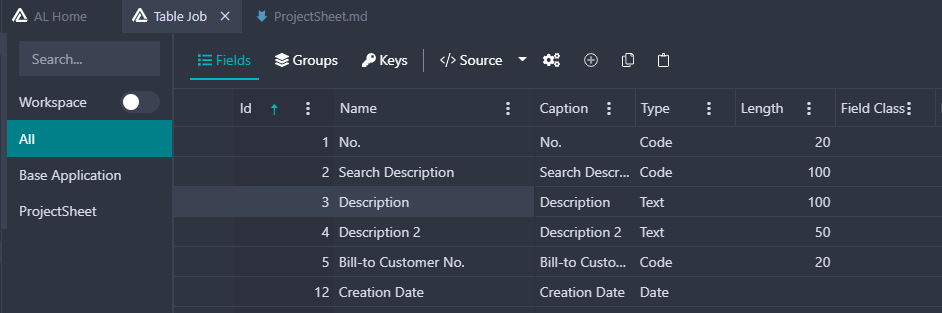 AL Home Table Job ProjectSheet.md
Search...
Fields Groups Keys </> Source
Workspace
All
Base Application
ProjectSheet
Id Name Caption Type Length Field Class
1 No. No. Code 20
2 Search Description Search Descr... Code 100
3 Description Description Text 100
4 Description 2 Description 2 Text 50
5 Bill-to Customer No. Bill-to Custo... Code 20
12 Creation Date Creation Date Date